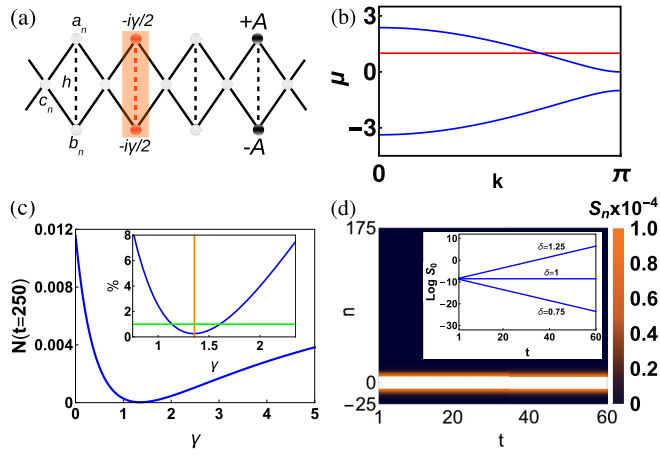 (a)
a_n
-iγ/2
+A
h
c_n
b_n
-iγ/2
-A
(b)
3
0
-3
μ
0
k
π
(c)
0.012
0.008
0.004
0
N(t=250)
0 1 2 3 4 5
γ
8
6
4
2
0
%
1 1.5 2
γ
(d)
S_n x10^-4
175
0
-25
n
1 20 40 60
t
1.0
0.8
0.6
0.4
0.2
0
10
0
-10
-20
-30
Log S_0
δ=1.25
δ=1
δ=0.75
1 20 40 60
t